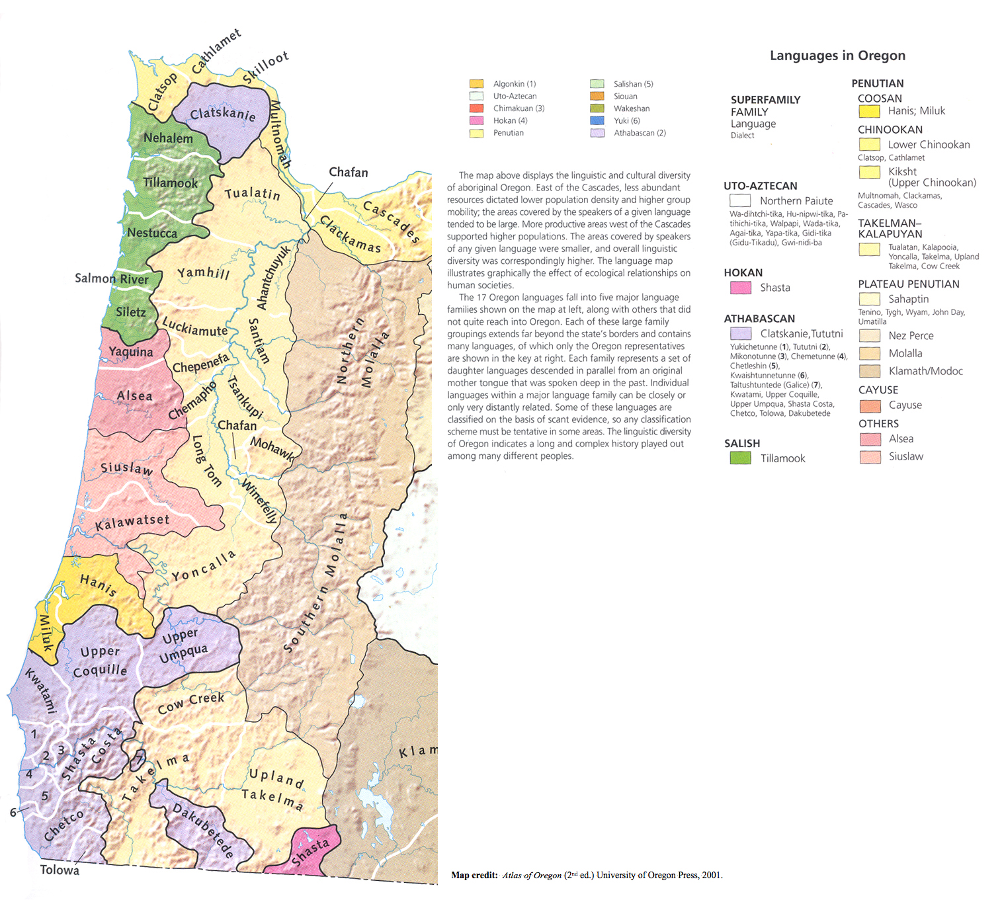 Cathlamet
Skilloot
Clatsop
Clatskanie
Multnomah
Nehalem
Tillamook
Tualatin
Chafan
Cascades
Clackamas
Nestucca
Salmon River
Yamhill
Ahantchuyuk
Siletz
Luckiamute
Santiam
Northern
Molalla
Yaquina
Chepenefa
Alsea
Chemapho
Tsankupi
Chafan
Mohawk
Long Tom
Siuslaw
Winefelly
Kalawatset
Yoncalla
Southern Molalla
Hanis
Miluk
Upper
Coquille
Upper
Umpqua
Kwatami
Cow Creek
1
2
3
4
5
6
7
Shasta
Costa
Takelma
Upland
Takelma
Klam
Chetco
Dakubetede
Shasta
Tolowa
Algonkin (1)
Uto-Aztecan
Chimakuan (3)
Hokan (4)
Penutian
Salishan (5)
Siouan
Wakeshan
Yuki (6)
Athabascan (2)
The map above displays the linguistic and cultural diversity
of aboriginal Oregon. East of the Cascades, less abundant
resources dictated lower population density and higher group
mobility; the areas covered by the speakers of a given language
tended to be large. More productive areas west of the Cascades
supported higher populations. The areas covered by speakers
of any given language were smaller, and overall linguistic
diversity was correspondingly higher. The language map
illustrates graphically the effect of ecological relationships on
human societies.
The 17 Oregon languages fall into five major language
families shown on the map at left, along with others that did
not quite reach into Oregon. Each of these large family
groupings extends far beyond the state's borders and contains
many languages, of which only the Oregon representatives
are shown in the key at right. Each family represents a set of
daughter languages descended in parallel from an original
mother tongue that was spoken deep in the past. Individual
languages within a major language family can be closely or
only very distantly related. Some of these languages are
classified on the basis of scant evidence, so any classification
scheme must be tentative in some areas. The linguistic diversity
of Oregon indicates a long and complex history played out
among many different peoples.
Languages in Oregon
SUPERFAMILY
FAMILY
Language
Dialect
UTO-AZTECAN
Northern Paiute
Wa-dihtchi-tika, Hu-nipwi-tika, Pa-
tihichi-tika, Walpapi, Wada-tika,
Agai-tika, Yapa-tika, Gidi-tika
(Gidu-Tikadu), Gwi-nidi-ba
HOKAN
Shasta
ATHABASCAN
Clatskanie,Tututni
Yukichetunne (1), Tututni (2),
Mikonotunne (3), Chemetunne (4),
Chetleshin (5),
Kwaishtunnetunne (6),
Taltushtuntede (Galice) (7),
Kwatami, Upper Coquille,
Upper Umpqua, Shasta Costa,
Chetco, Tolowa, Dakubetede
SALISH
Tillamook
PENUTIAN
COOSAN
Hanis; Miluk
CHINOOKAN
Lower Chinookan
Clatsop, Cathlamet
Kiksht
(Upper Chinookan)
Multnomah, Clackamas,
Cascades, Wasco
TAKELMAN–
KALAPUYAN
Tualatan, Kalapooia,
Yoncalla, Takelma, Upland
Takelma, Cow Creek
PLATEAU PENUTIAN
Sahaptin
Tenino, Tygh, Wyam, John Day,
Umatilla
Nez Perce
Molalla
Klamath/Modoc
CAYUSE
Cayuse
OTHERS
Alsea
Siuslaw
Map credit: Atlas of Oregon (2nd ed.) University of Oregon Press, 2001.